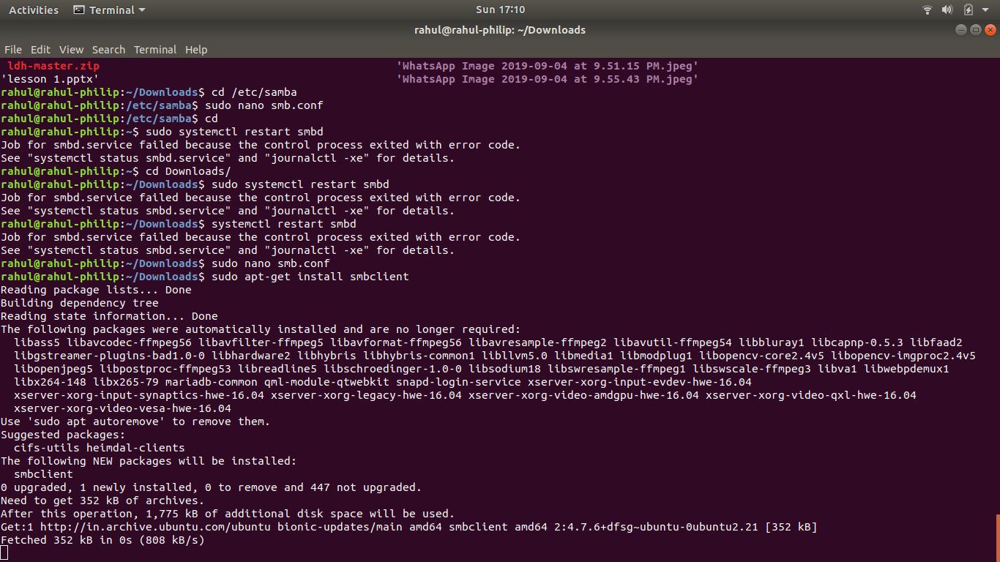 Activities Terminal Sun 17:10
rahul@rahul-philip: ~/Downloads
File Edit View Search Terminal Help
ldh-master.zip 'WhatsApp Image 2019-09-04 at 9.51.15 PM.jpeg'
'lesson 1.pptx' 'WhatsApp Image 2019-09-04 at 9.55.43 PM.jpeg'
rahul@rahul-philip:~/Downloads$ cd /etc/samba
rahul@rahul-philip:/etc/samba$ sudo nano smb.conf
rahul@rahul-philip:/etc/samba$ cd
rahul@rahul-philip:~$ sudo systemctl restart smbd
Job for smbd.service failed because the control process exited with error code.
See "systemctl status smbd.service" and "journalctl -xe" for details.
rahul@rahul-philip:~$ cd Downloads/
rahul@rahul-philip:~/Downloads$ sudo systemctl restart smbd
Job for smbd.service failed because the control process exited with error code.
See "systemctl status smbd.service" and "journalctl -xe" for details.
rahul@rahul-philip:~/Downloads$ systemctl restart smbd
Job for smbd.service failed because the control process exited with error code.
See "systemctl status smbd.service" and "journalctl -xe" for details.
rahul@rahul-philip:~/Downloads$ sudo nano smb.conf
rahul@rahul-philip:~/Downloads$ sudo apt-get install smbclient
Reading package lists... Done
Building dependency tree
Reading state information... Done
The following packages were automatically installed and are no longer required:
libass5 libavcodec-ffmpeg56 libavfilter-ffmpeg5 libavformat-ffmpeg56 libavresample-ffmpeg2 libavutil-ffmpeg54 libbluray1 libcapnp-0.5.3 libfaad2
libgstreamer-plugins-bad1.0-0 libhardware2 libhybris libhybris-common1 libllvm5.0 libmedia1 libmodplug1 libopencv-core2.4v5 libopencv-imgproc2.4v5
libopenjpeg5 libpostproc-ffmpeg53 libreadline5 libschroedinger-1.0-0 libsodium18 libswresample-ffmpeg1 libswscale-ffmpeg3 libva1 libwebpdemux1
libx264-148 libx265-79 mariadb-common qml-module-qtwebkit snapd-login-service xserver-xorg-input-evdev-hwe-16.04
xserver-xorg-input-synaptics-hwe-16.04 xserver-xorg-legacy-hwe-16.04 xserver-xorg-video-amdgpu-hwe-16.04 xserver-xorg-video-qxl-hwe-16.04
xserver-xorg-video-vesa-hwe-16.04
Use 'sudo apt autoremove' to remove them.
Suggested packages:
cifs-utils heimdal-clients
The following NEW packages will be installed:
smbclient
0 upgraded, 1 newly installed, 0 to remove and 447 not upgraded.
Need to get 352 kB of archives.
After this operation, 1,775 kB of additional disk space will be used.
Get:1 http://in.archive.ubuntu.com/ubuntu bionic-updates/main amd64 smbclient amd64 2:4.7.6+dfsg~ubuntu-0ubuntu2.21 [352 kB]
Fetched 352 kB in 0s (808 kB/s)